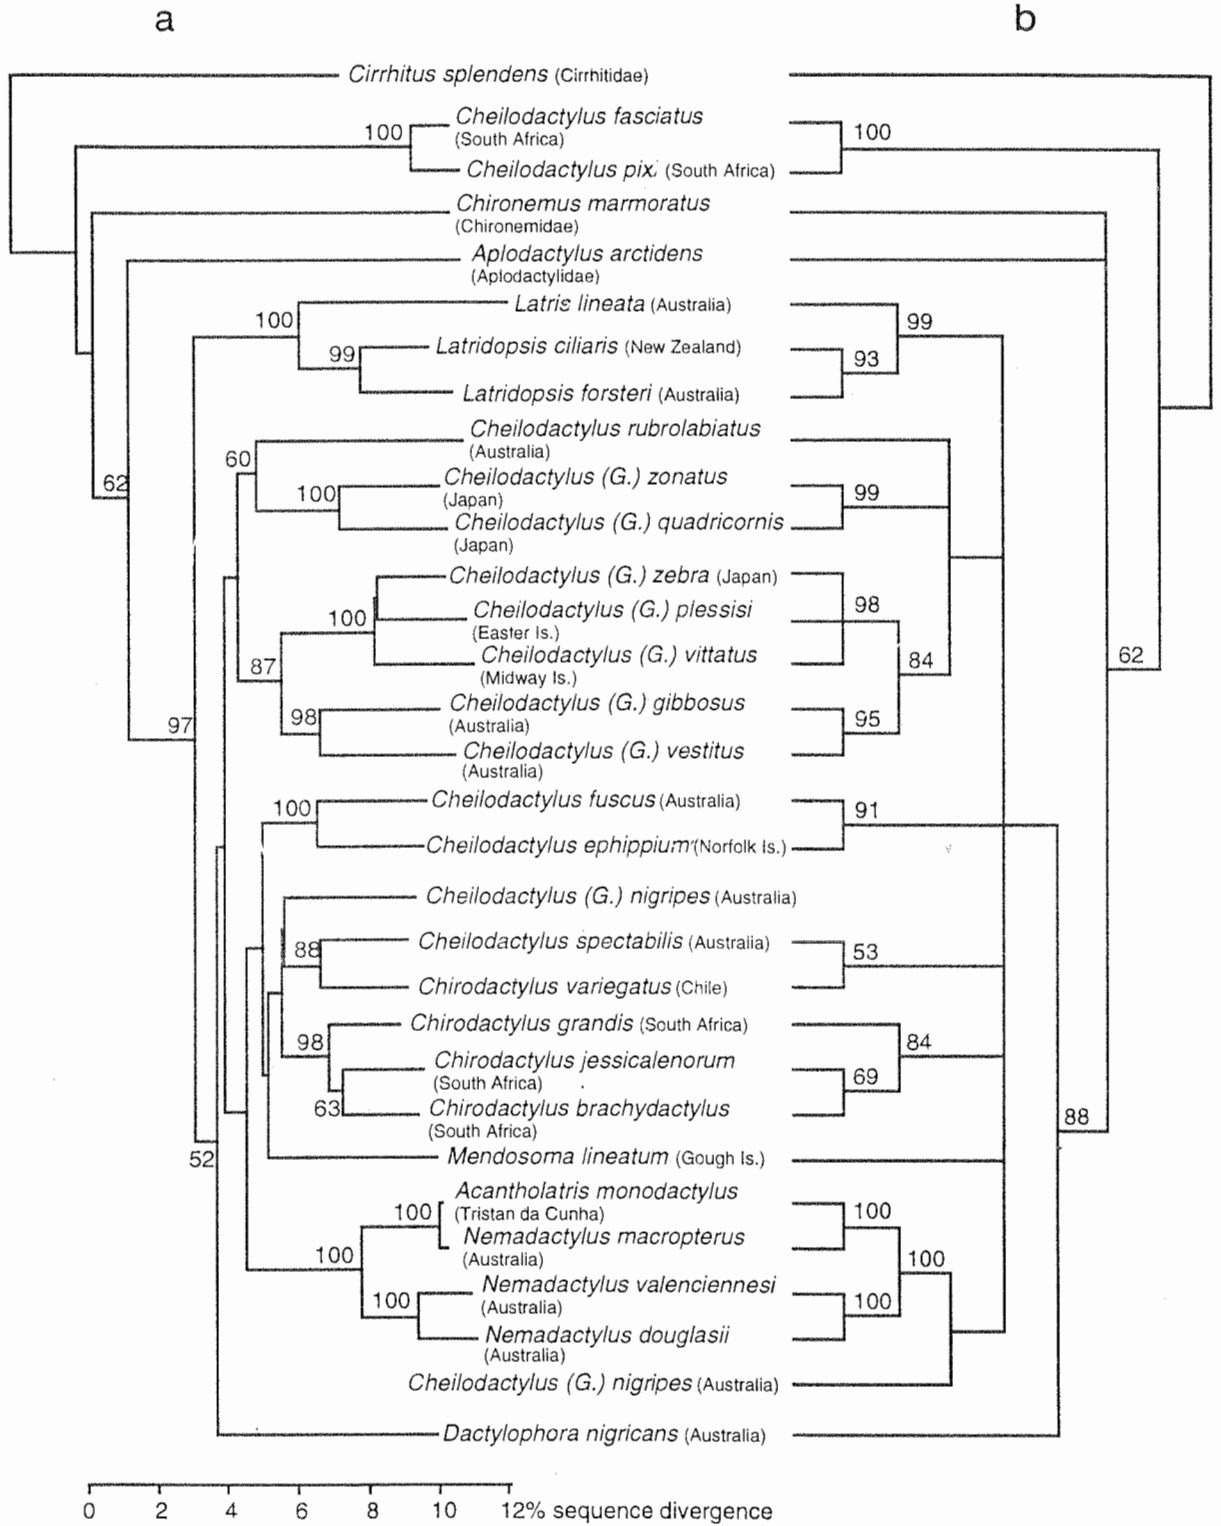 a
b
Cirrhitus splendens (Cirrhitidae)
Cheilodactylus fasciatus
100
100
(South Africa)
Cheilodactylus pix. (South Africa)
Chironemus marmoratus
(Chironemidae)
Aplodactylus arctidens
(Aplodactylidae)
Latris lineata (Australia)
100
99
Latridopsis ciliaris (New Zealand)
99
93
Latridopsis forsteri (Australia)
Cheilodactylus rubrolabiatus
(Australia)
60
Cheilodactylus (G.) zonatus
62
100
(Japan)
99
Cheilodactylus (G.) quadricornis
(Japan)
Cheilodactylus (G.) zebra (Japan)
Cheilodactylus (G.) plessisi
98
100
(Easter Is.)
Cheilodactylus (G.) vittatus
62
87
84
(Midway Is.)
Cheilodactylus (G.) gibbosus
97
98
(Australia)
95
Cheilodactylus (G.) vestitus
(Australia)
Cheilodactylus fuscus (Australia)
100
91
Cheilodactylus ephippium (Norfolk Is.)
Cheilodactylus (G.) nigripes (Australia)
88
Cheilodactylus spectabilis (Australia)
53
Chirodactylus variegatus (Chile)
Chirodactylus grandis (South Africa)
98
84
Chirodactylus jessicalenorum
(South Africa)
69
63
Chirodactylus brachydactylus
88
(South Africa)
52
Mendosoma lineatum (Gough Is.)
Acantholatris monodactylus
100
(Tristan da Cunha)
100
Nemadactylus macropterus
100
(Australia)
100
Nemadactylus valenciennesi
100
(Australia)
100
Nemadactylus douglasii
(Australia)
Cheilodactylus (G.) nigripes (Australia)
Dactylophora nigricans (Australia)
0 2 4 6 8 10 12% sequence divergence